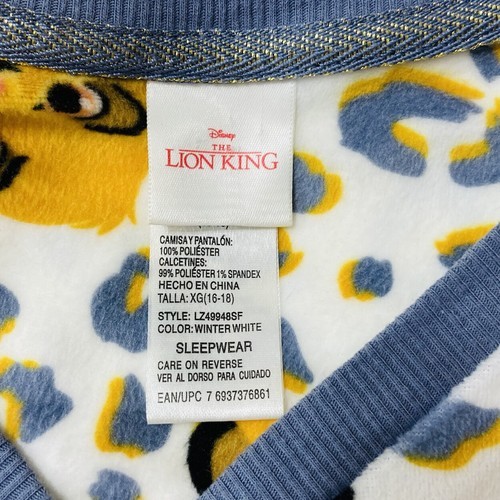 Disney
THE
LION KING
CAMISA Y PANTALÓN:
100% POLIÉSTER
CALCETINES:
99% POLIÉSTER 1% SPANDEX
HECHO EN CHINA
TALLA: XG(16-18)
STYLE: LZ49948SF
COLOR: WINTER WHITE
SLEEPWEAR
CARE ON REVERSE
VER AL DORSO PARA CUIDADO
EAN/UPC 7 6937376861